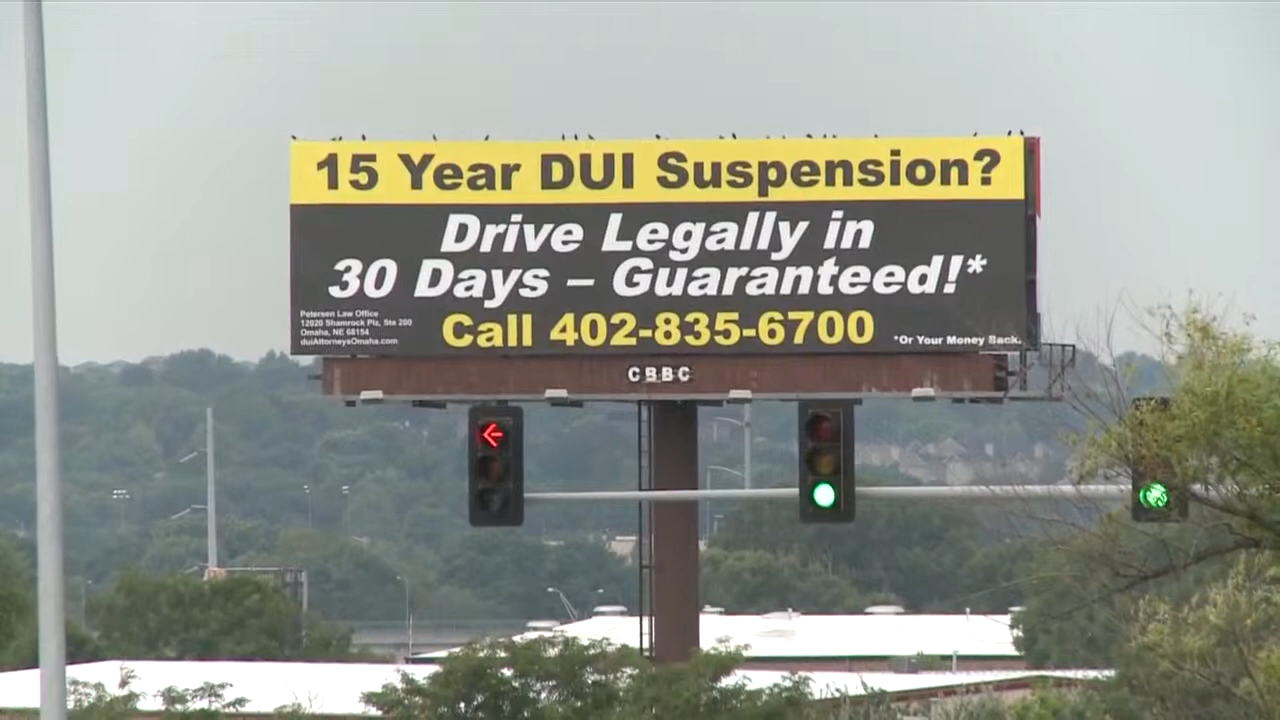 15 Year DUI Suspension?
Drive Legally in
30 Days – Guaranteed!*
Petersen Law Office
12020 Shamrock Plz, Ste 200
Omaha, NE 68154
duiAttorneysOmaha.com
Call 402-835-6700
*Or Your Money Back.
CBBC